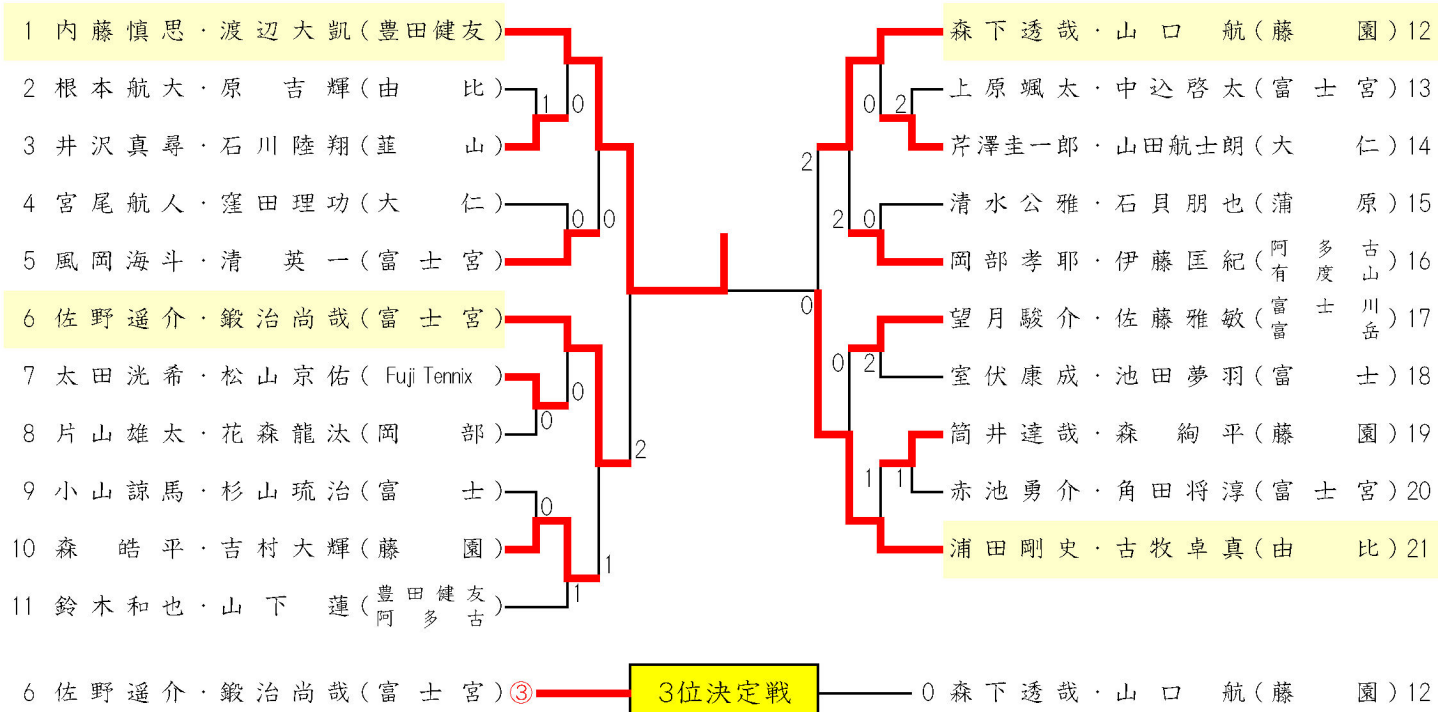 1 内藤慎思・渡辺大凱(豊田健友)
2 根本航大・原 吉輝(由 比)
1 0
3 井沢真尋・石川陸翔(韮 山)
4 宮尾航人・窪田理功(大 仁)
0 0
5 風岡海斗・清 英一(富士宮)
6 佐野遥介・鍛治尚哉(富士宮)
7 太田洸希・松山京佑( Fuji Tennix )
0
0
8 片山雄太・花森龍汰(岡 部)
2
9 小山諒馬・杉山琉治(富 士)
0
10 森 皓平・吉村大輝(藤 園)
1
1
11 鈴木和也・山下 蓮(豊田健友 阿多古)
森下透哉・山口 航(藤 園)12
上原颯太・中込啓太(富士宮)13
0 2
芹澤圭一郎・山田航士朗(大 仁)14
2
清水公雅・石貝朋也(蒲 原)15
2 0
岡部孝耶・伊藤匡紀(阿多古 有度山)16
0
望月駿介・佐藤雅敏(富士川 富岳)17
0 2
室伏康成・池田夢羽(富 士)18
筒井達哉・森 絢平(藤 園)19
1 1
赤池勇介・角田将淳(富士宮)20
浦田剛史・古牧卓真(由 比)21
6 佐野遥介・鍛治尚哉(富士宮)③ 3位決定戦 0 森下透哉・山口 航(藤 園)12